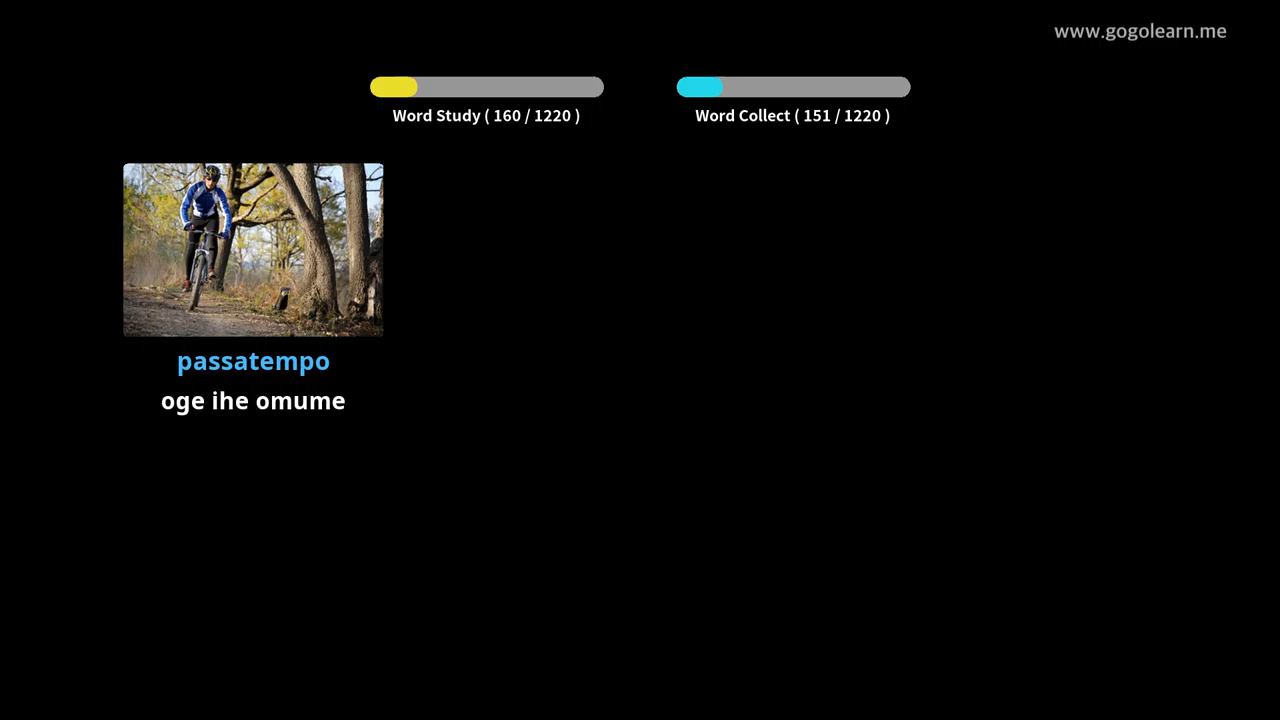 www.gogolearn.me
Word Study ( 160 / 1220 )
Word Collect ( 151 / 1220 )
passatempo
oge ihe omume